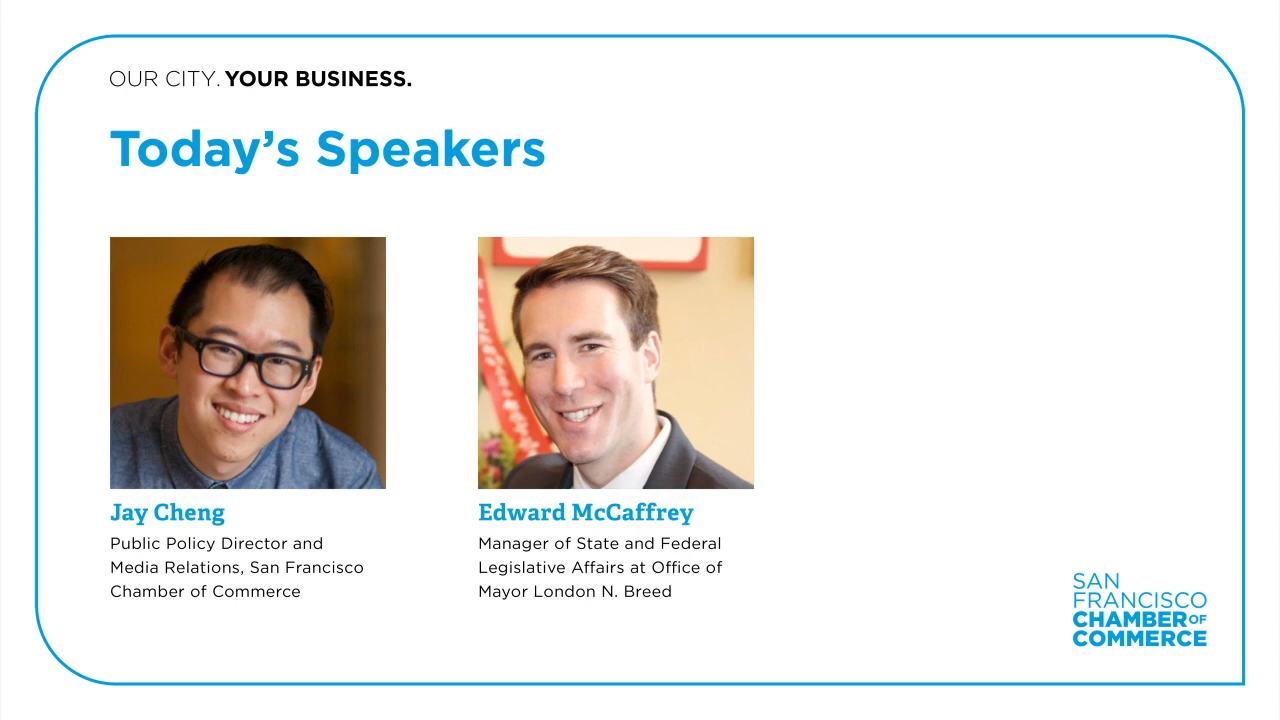 OUR CITY. YOUR BUSINESS.
Today’s Speakers
Jay Cheng
Public Policy Director and
Media Relations, San Francisco
Chamber of Commerce
Edward McCaffrey
Manager of State and Federal
Legislative Affairs at Office of
Mayor London N. Breed
SAN
FRANCISCO
CHAMBER OF
COMMERCE